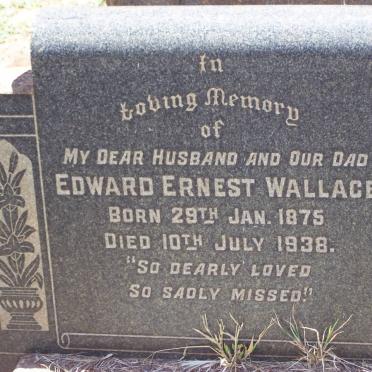 In
Loving Memory
of
MY DEAR HUSBAND AND OUR DAD
EDWARD ERNEST WALLACE
BORN 29TH JAN. 1875
DIED 10TH JULY 1938.
"SO DEARLY LOVED
SO SADLY MISSED!"